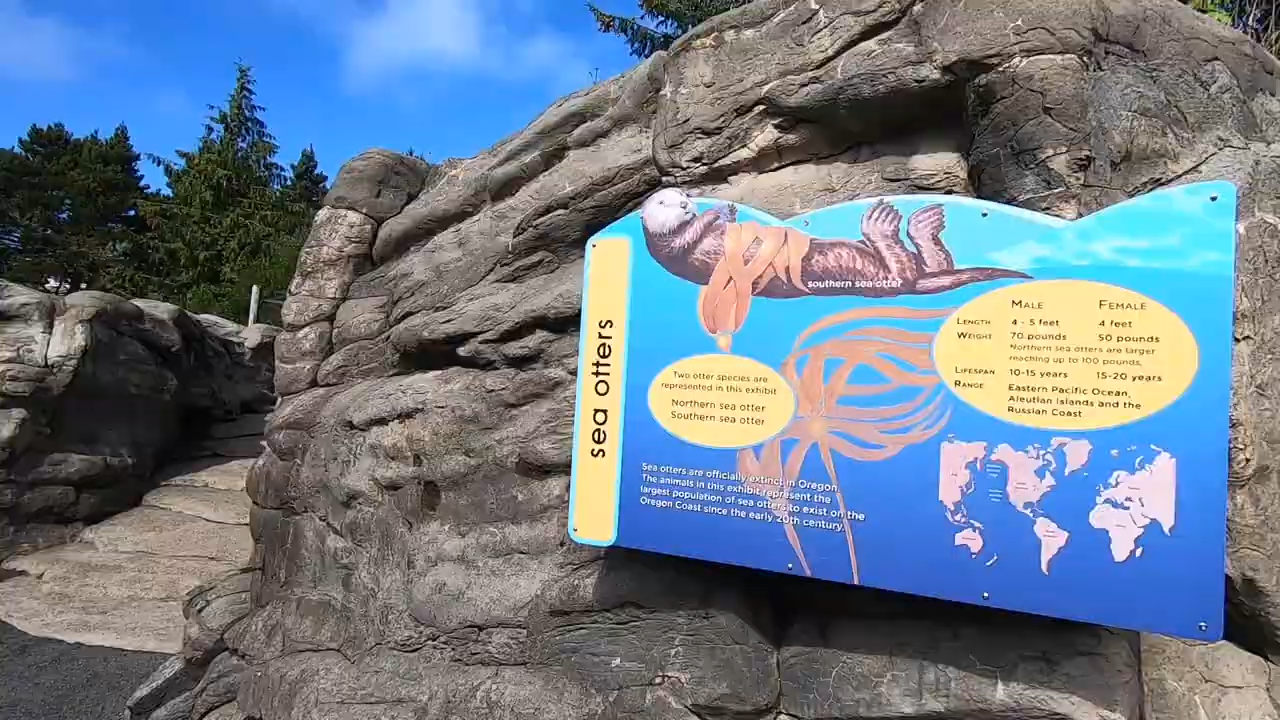 southern sea otter
sea otters
Two otter species are
represented in this exhibit
Northern sea otter
Southern sea otter
MALE FEMALE
LENGTH 4 - 5 feet 4 feet
WEIGHT 70 pounds 50 pounds
Northern sea otters are larger
reaching up to 100 pounds.
LIFESPAN 10-15 years 15-20 years
RANGE Eastern Pacific Ocean,
Aleutian Islands and the
Russian Coast
Sea otters are officially extinct in Oregon.
The animals in this exhibit represent the
largest population of sea otters to exist on the
Oregon Coast since the early 20th century.